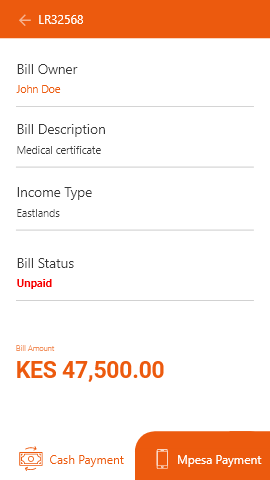 LR32568
Bill Owner
John Doe
Bill Description
Medical certificate
Income Type
Eastlands
Bill Status
Unpaid
Bill Amount
KES 47,500.00
Cash Payment
Mpesa Payment